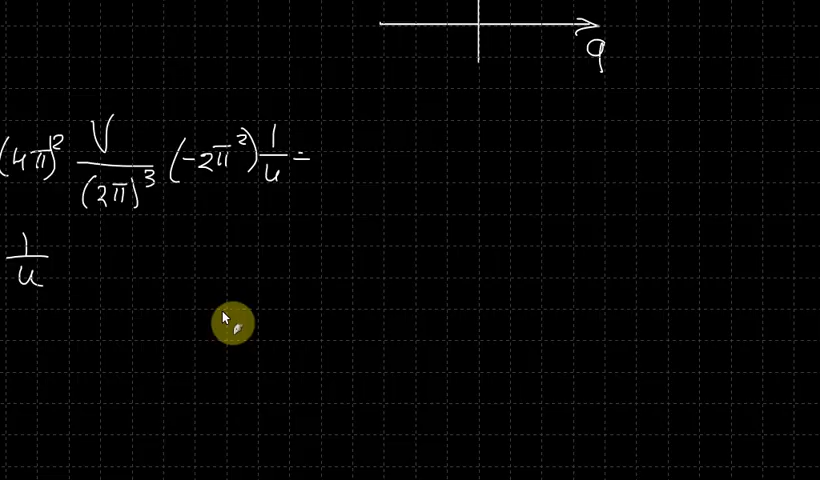 q
(4π)² V/(2π)³ (-2π²) 1/u =
1/u